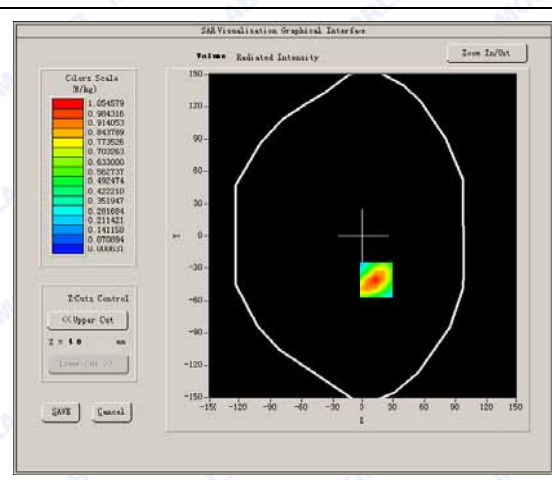 SAR Visualisation Graphical Interface
Volume Radiated Intensity
Zoom In/Out
Colors Scale
(W/kg)
1.054579
0.984316
0.914053
0.843789
0.773526
0.703263
0.633000
0.562737
0.492474
0.422210
0.351947
0.281684
0.211421
0.141158
0.070894
0.000631
150
120
90
60
30
0
-30
-60
-90
-120
-150
Y
-150 -120 -90 -60 -30 0 30 60 90 120 150
X
Z-Cuts Control
<< Upper Cut
Z = 4.0 mm
Lower Cut >>
SAVE Cancel